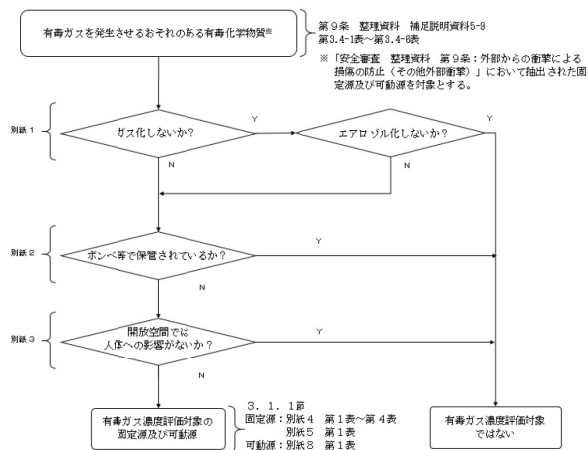 有毒ガスを発生させるおそれのある有毒化学物質※
第９条 整理資料 補足説明資料5-9
第3.4-1表～第3.4-6表
※「安全審査 整理資料 第９条：外部からの衝撃による
損傷の防止（その他外部衝撃）」において抽出された固
定源及び可動源を対象とする。
別紙１
ガス化しないか？
Y
エアロゾル化しないか？
Y
N
N
別紙２
ボンベ等で保管されているか？
Y
N
別紙３
開放空間では
人体への影響がないか？
Y
N
有毒ガス濃度評価対象の
固定源及び可動源
３．１．１節
固定源：別紙４ 第１表～第４表
別紙５ 第１表
可動源：別紙８ 第１表
有毒ガス濃度評価対象
ではない